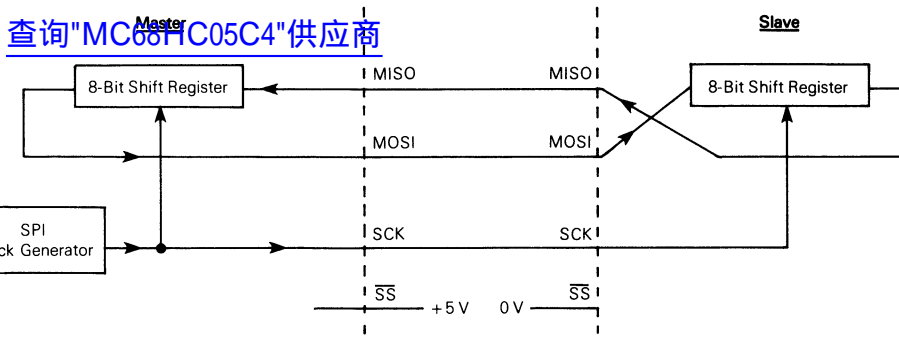 Master
Slave
查询"MC68HC05C4"供应商
MISO
MISO
8-Bit Shift Register
8-Bit Shift Register
MOSI
MOSI
SPI
ck Generator
SCK
SCK
SS
SS
+5 V
0 V